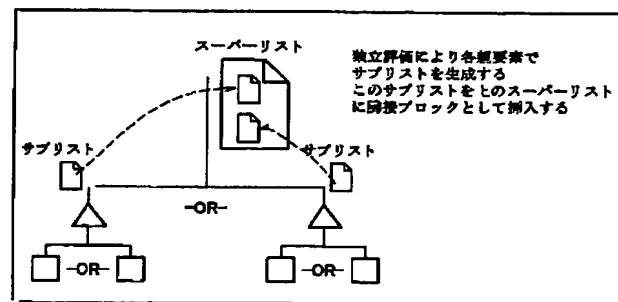 スーパーリスト
独立評価により各親要素で
サブリストを生成する
このサブリストを上のスーパーリスト
に隣接ブロックとして挿入する
サブリスト
サブリスト
-OR-
-OR-
-OR-